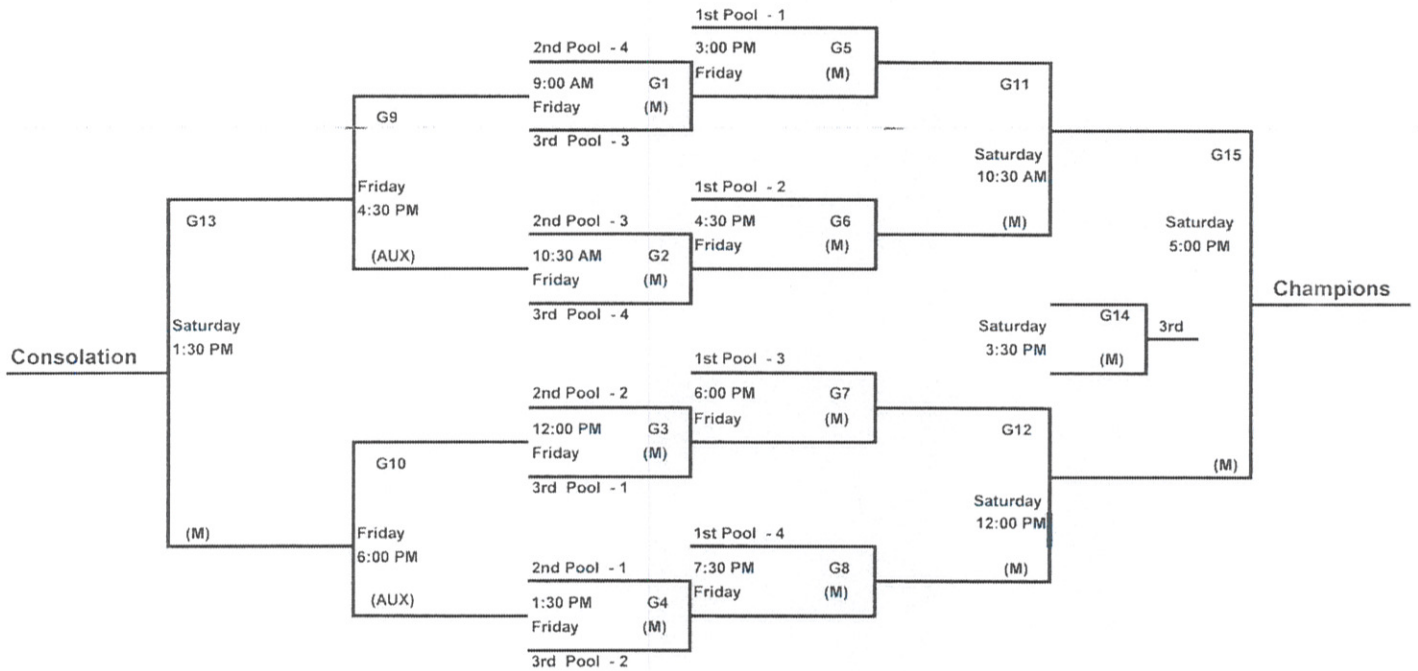 1st Pool - 1
2nd Pool - 4
3:00 PM G5
Friday (M)
9:00 AM G1
Friday (M)
3rd Pool - 3
G9
Friday
4:30 PM
(AUX)
G11
Saturday
10:30 AM
(M)
G15
Saturday
5:00 PM
(M)
1st Pool - 2
4:30 PM G6
Friday (M)
2nd Pool - 3
10:30 AM G2
Friday (M)
3rd Pool - 4
G13
Saturday
1:30 PM
(M)
Consolation
Champions
G14
Saturday
3:30 PM
(M)
3rd
1st Pool - 3
6:00 PM G7
Friday (M)
2nd Pool - 2
12:00 PM G3
Friday (M)
3rd Pool - 1
G10
Friday
6:00 PM
(AUX)
G12
Saturday
12:00 PM
(M)
1st Pool - 4
7:30 PM G8
Friday (M)
2nd Pool - 1
1:30 PM G4
Friday (M)
3rd Pool - 2